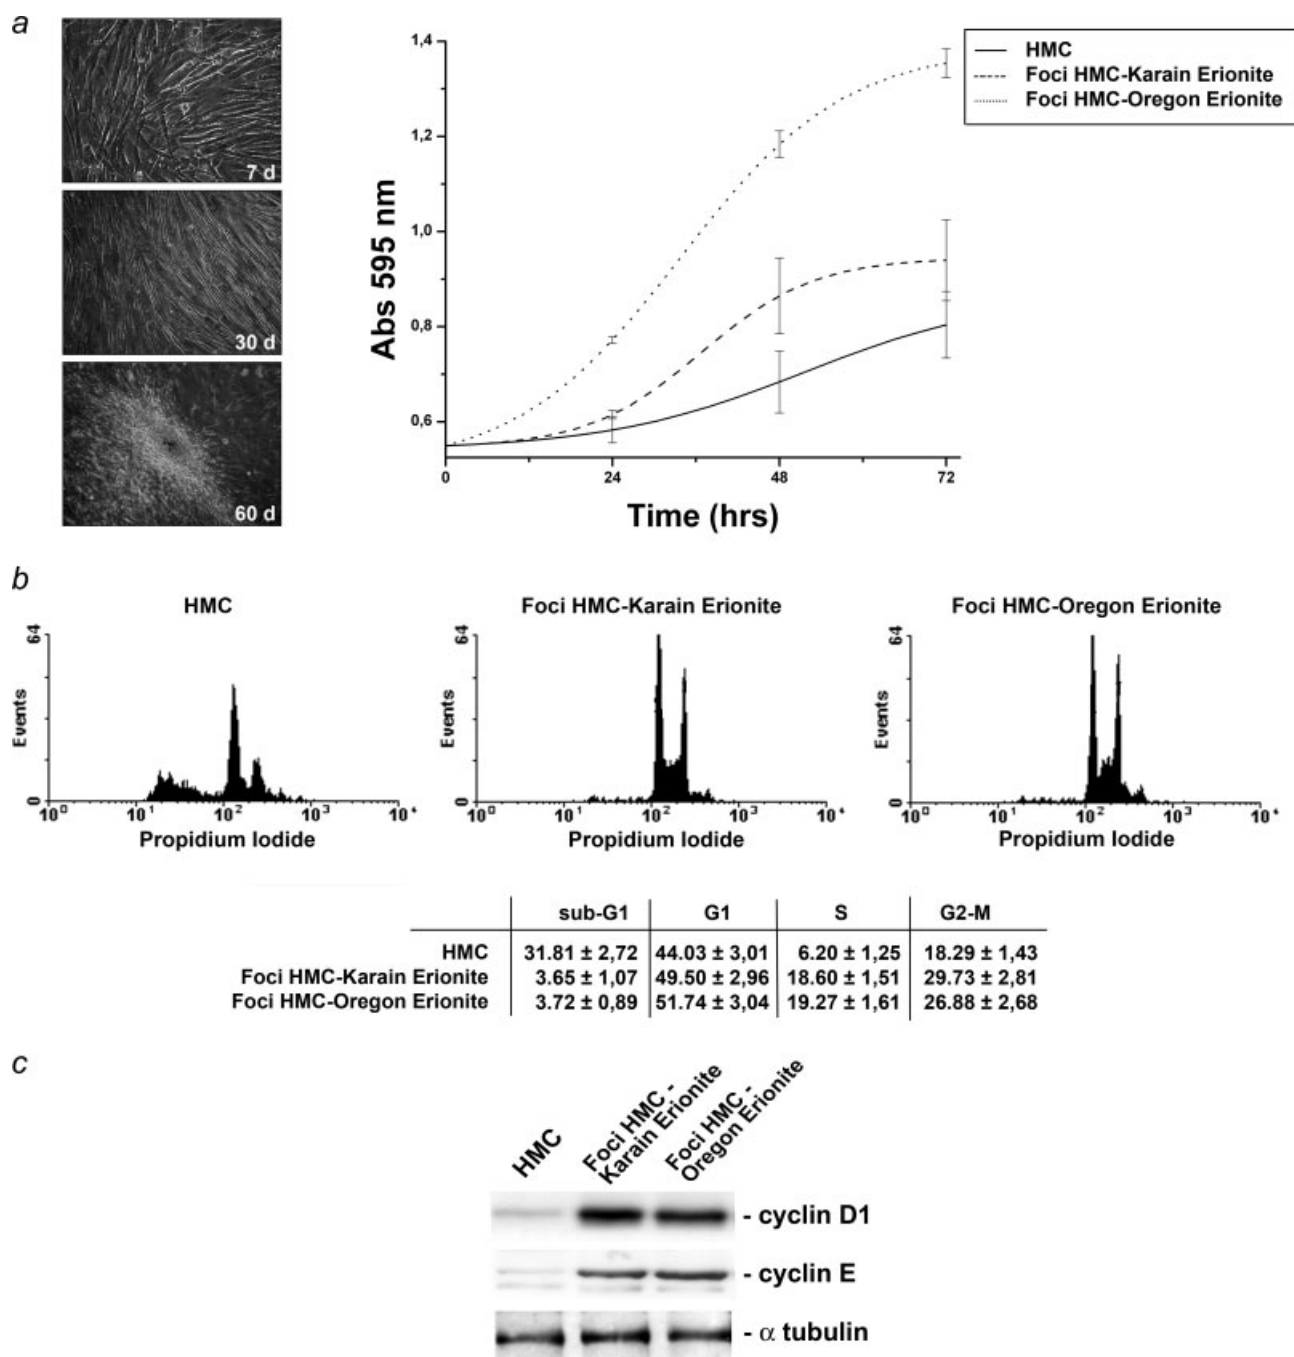 a
7 d
30 d
60 d
Abs 595 nm
1,4
1,2
1,0
0,8
0,6
0 24 48 72
Time (hrs)
HMC
Foci HMC-Karain Erionite
Foci HMC-Oregon Erionite
b
HMC
Foci HMC-Karain Erionite
Foci HMC-Oregon Erionite
64
Events
0
10⁰ 10¹ 10² 10³ 10⁴
Propidium Iodide
64
Events
0
10⁰ 10¹ 10² 10³ 10⁴
Propidium Iodide
64
Events
0
10⁰ 10¹ 10² 10³ 10⁴
Propidium Iodide
sub-G1 G1 S G2-M
HMC 31.81 ± 2,72 44.03 ± 3,01 6.20 ± 1,25 18.29 ± 1,43
Foci HMC-Karain Erionite 3.65 ± 1,07 49.50 ± 2,96 18.60 ± 1,51 29.73 ± 2,81
Foci HMC-Oregon Erionite 3.72 ± 0,89 51.74 ± 3,04 19.27 ± 1,61 26.88 ± 2,68
c
HMC
Foci HMC -
Karain Erionite
Foci HMC -
Oregon Erionite
- cyclin D1
- cyclin E
- α tubulin